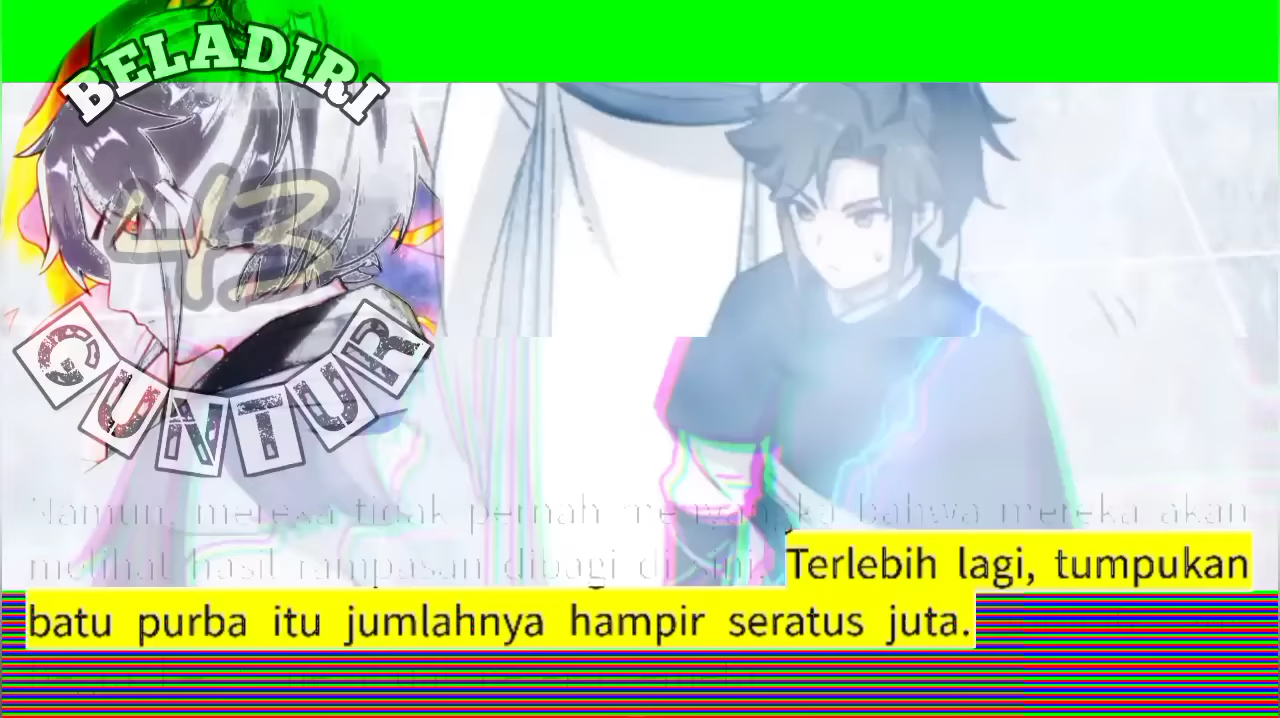 BELADIRI
43
GUNTUR
Namun, mereka tidak pernah menyangka bahwa mereka akan
melihat hasil rampasan dibagi di sini. Terlebih lagi, tumpukan
batu purba itu jumlahnya hampir seratus juta.